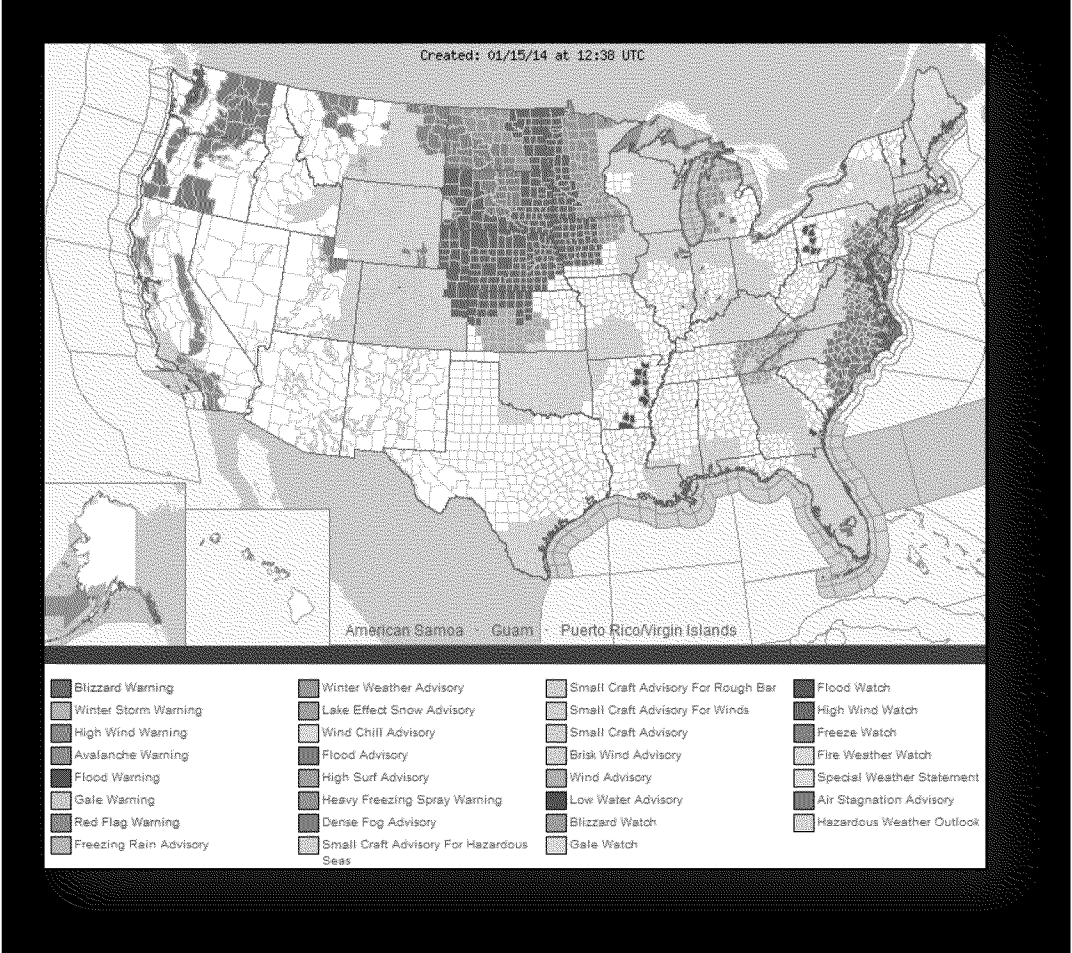 Created: 01/15/14 at 12:38 UTC
American Samoa - Guam - Puerto Rico/Virgin Islands
Blizzard Warning
Winter Storm Warning
High Wind Warning
Avalanche Warning
Flood Warning
Gale Warning
Red Flag Warning
Freezing Rain Advisory
Winter Weather Advisory
Lake Effect Snow Advisory
Wind Chill Advisory
Flood Advisory
High Surf Advisory
Heavy Freezing Spray Warning
Dense Fog Advisory
Small Craft Advisory For Hazardous
Seas
Small Craft Advisory For Rough Bar
Small Craft Advisory For Winds
Small Craft Advisory
Brisk Wind Advisory
Wind Advisory
Low Water Advisory
Blizzard Watch
Gale Watch
Flood Watch
High Wind Watch
Freeze Watch
Fire Weather Watch
Special Weather Statement
Air Stagnation Advisory
Hazardous Weather Outlook